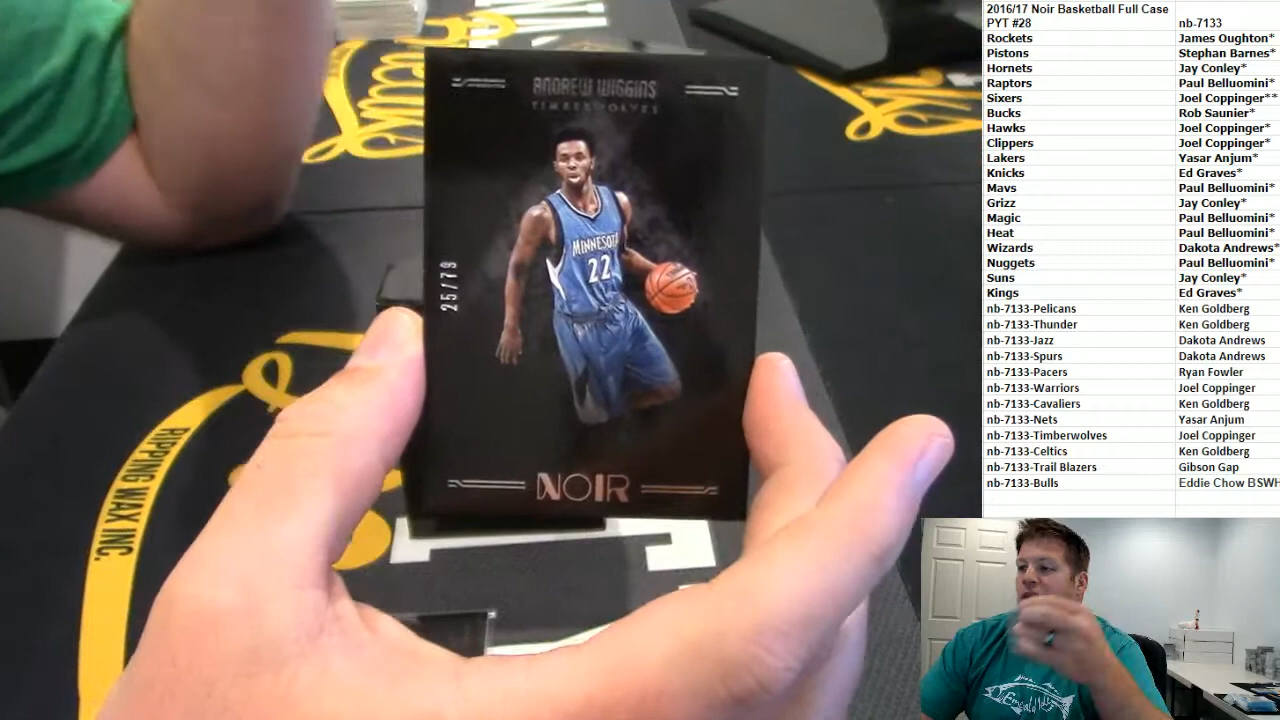 ANDREW WIGGINS
TIMBERWOLVES
25/79
MINNESOTA
22
NOIR
RIPPING WAX INC.
2016/17 Noir Basketball Full Case
PYT #28 nb-7133
Rockets James Oughton*
Pistons Stephan Barnes*
Hornets Jay Conley*
Raptors Paul Belluomini*
Sixers Joel Coppinger**
Bucks Rob Saunier*
Hawks Joel Coppinger*
Clippers Joel Coppinger*
Lakers Yasar Anjum*
Knicks Ed Graves*
Mavs Paul Belluomini*
Grizz Jay Conley*
Magic Paul Belluomini*
Heat Paul Belluomini*
Wizards Dakota Andrews*
Nuggets Paul Belluomini*
Suns Jay Conley*
Kings Ed Graves*
nb-7133-Pelicans Ken Goldberg
nb-7133-Thunder Ken Goldberg
nb-7133-Jazz Dakota Andrews
nb-7133-Spurs Dakota Andrews
nb-7133-Pacers Ryan Fowler
nb-7133-Warriors Joel Coppinger
nb-7133-Cavaliers Ken Goldberg
nb-7133-Nets Yasar Anjum
nb-7133-Timberwolves Joel Coppinger
nb-7133-Celtics Ken Goldberg
nb-7133-Trail Blazers Gibson Gap
nb-7133-Bulls Eddie Chow BSWH